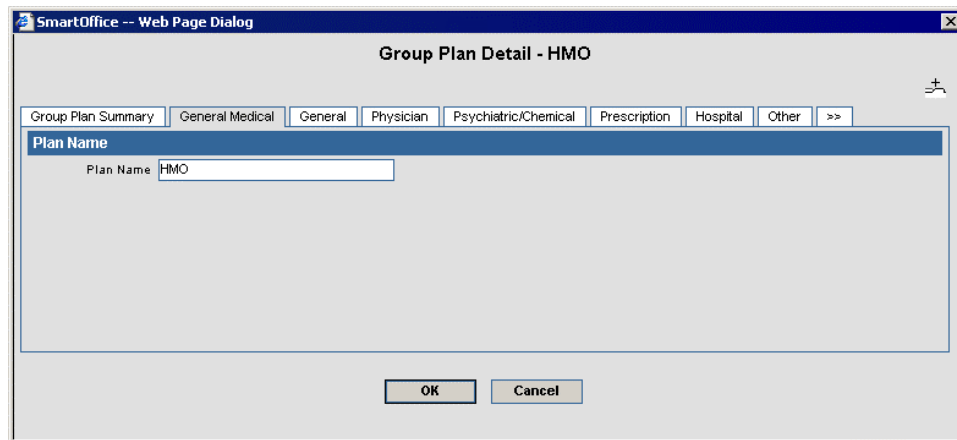 SmartOffice -- Web Page Dialog
Group Plan Detail - HMO
Group Plan Summary General Medical General Physician Psychiatric/Chemical Prescription Hospital Other >>
Plan Name
Plan Name HMO
OK Cancel